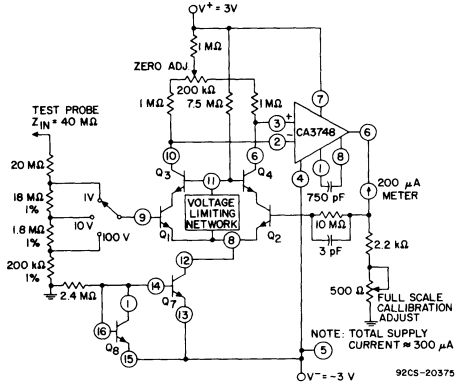 V+ = 3V
1 MΩ
ZERO ADJ.
200 kΩ
1 MΩ
7.5 MΩ
1 MΩ
TEST PROBE
ZIN = 40 MΩ
20 MΩ
18 MΩ
1%
1.8 MΩ
1%
200 kΩ
1%
1V
10 V
100 V
9
10
Q3
11
6
Q4
VOLTAGE
LIMITING
NETWORK
Q1
8
Q2
3
+
2
-
CA3748
7
6
4
1
8
750 pF
200 μA
METER
10 MΩ
3 pF
2.2 kΩ
500 Ω
FULL SCALE
CALLIBRATION
ADJUST
2.4 MΩ
12
14
Q7
13
1
16
Q8
15
5
NOTE: TOTAL SUPPLY
CURRENT ≈ 300 μA
V- = -3 V
92CS-20375